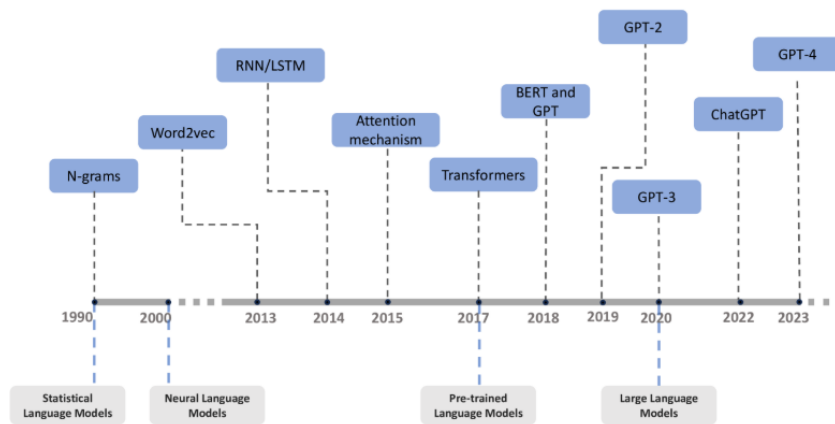 GPT-2
GPT-4
RNN/LSTM
BERT and
GPT
ChatGPT
Word2vec
Attention
mechanism
N-grams
Transformers
GPT-3
1990
2000
2013
2014
2015
2017
2018
2019
2020
2022
2023
Statistical
Language Models
Neural Language
Models
Pre-trained
Language Models
Large Language
Models